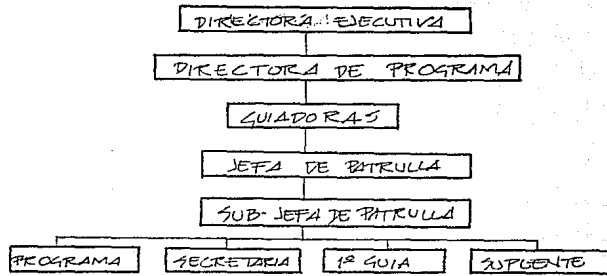 DIRECTORA EJECUTIVA
DIRECTORA DE PROGRAMA
GUIADORAS
JEFA DE PATRULLA
SUB-JEFA DE PATRULLA
PROGRAMA SECRETARIA 1ª GUIA SUPLENTE